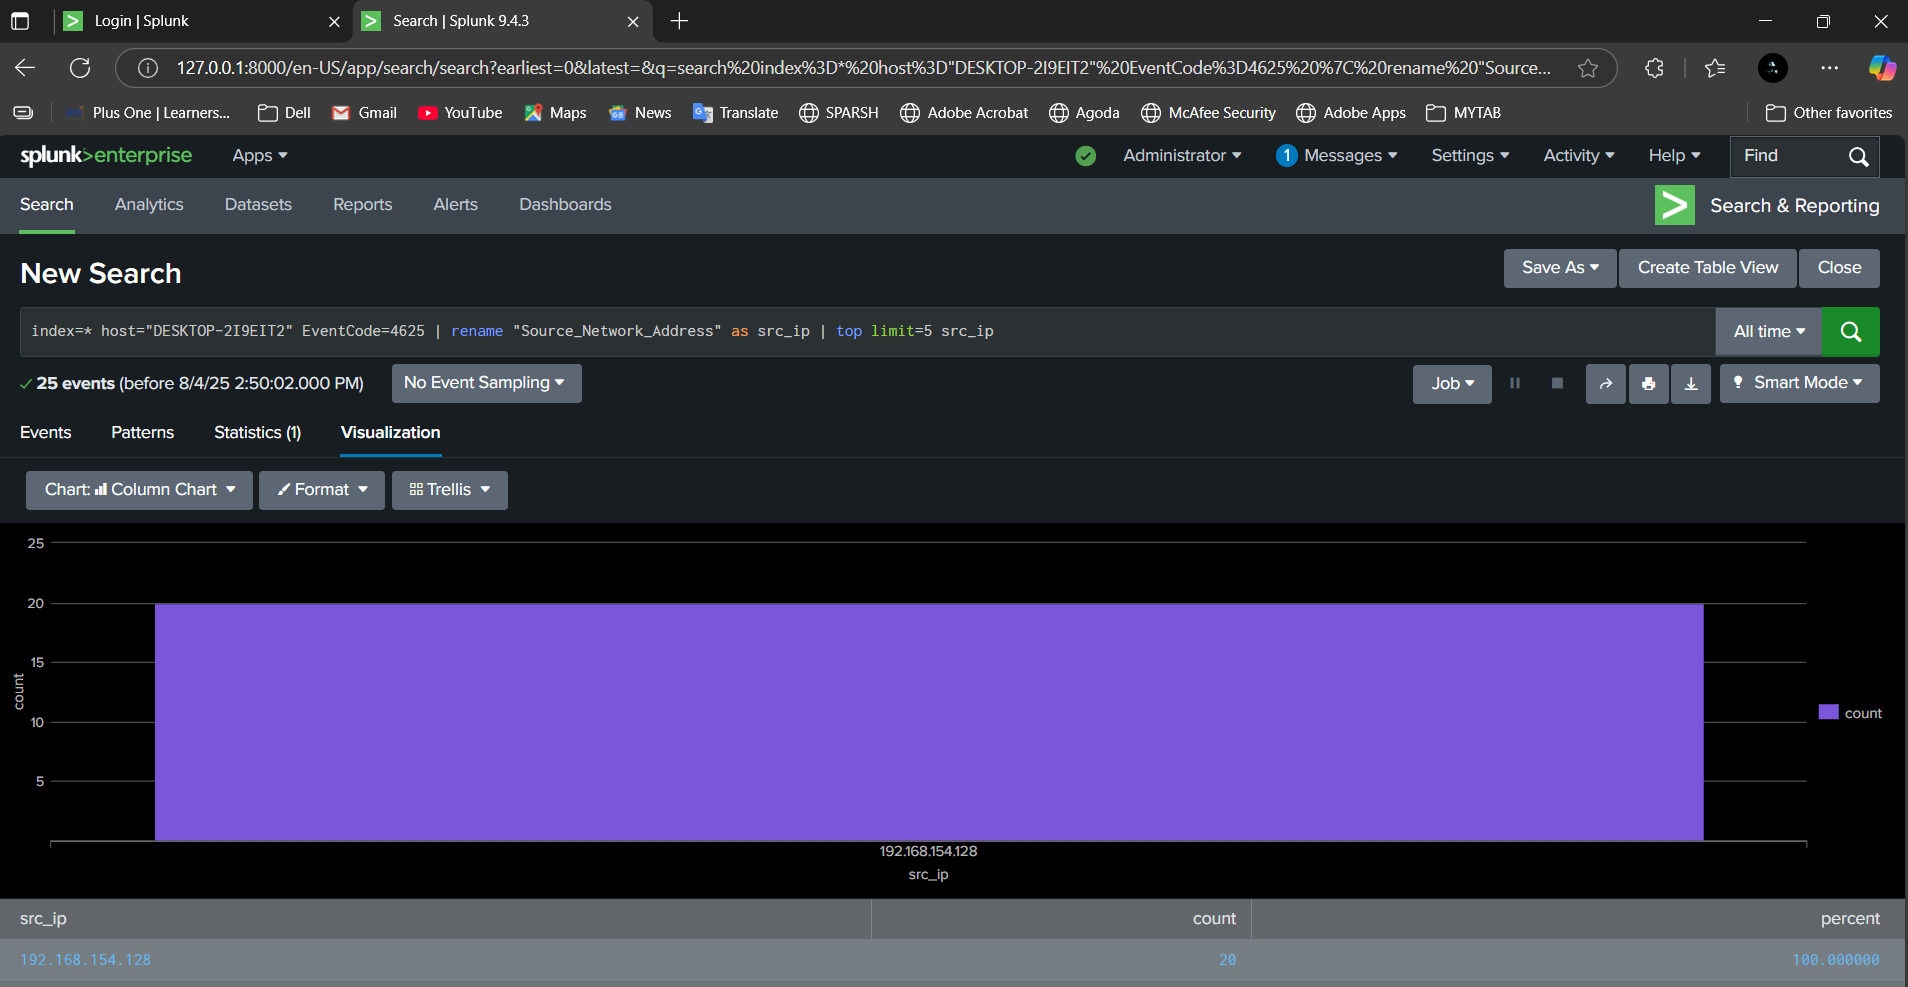 Login | Splunk
Search | Splunk 9.4.3
127.0.0.1:8000/en-US/app/search/search?earliest=0&latest=&q=search%20index%3D*%20host%3D"DESKTOP-2I9EIT2"%20EventCode%3D4625%20%7C%20rename%20"Source...
Plus One | Learners...
Dell
Gmail
YouTube
Maps
News
Translate
SPARSH
Adobe Acrobat
Agoda
McAfee Security
Adobe Apps
MYTAB
Other favorites
splunk>enterprise
Apps
Administrator
1 Messages
Settings
Activity
Help
Find
Search
Analytics
Datasets
Reports
Alerts
Dashboards
Search & Reporting
New Search
Save As
Create Table View
Close
index=* host="DESKTOP-2I9EIT2" EventCode=4625 | rename "Source_Network_Address" as src_ip | top limit=5 src_ip
All time
25 events (before 8/4/25 2:50:02.000 PM)
No Event Sampling
Job
Smart Mode
Events
Patterns
Statistics (1)
Visualization
Chart: Column Chart
Format
Trellis
25
20
15
10
5
count
192.168.154.128
src_ip
count
src_ip count percent
192.168.154.128 20 100.000000